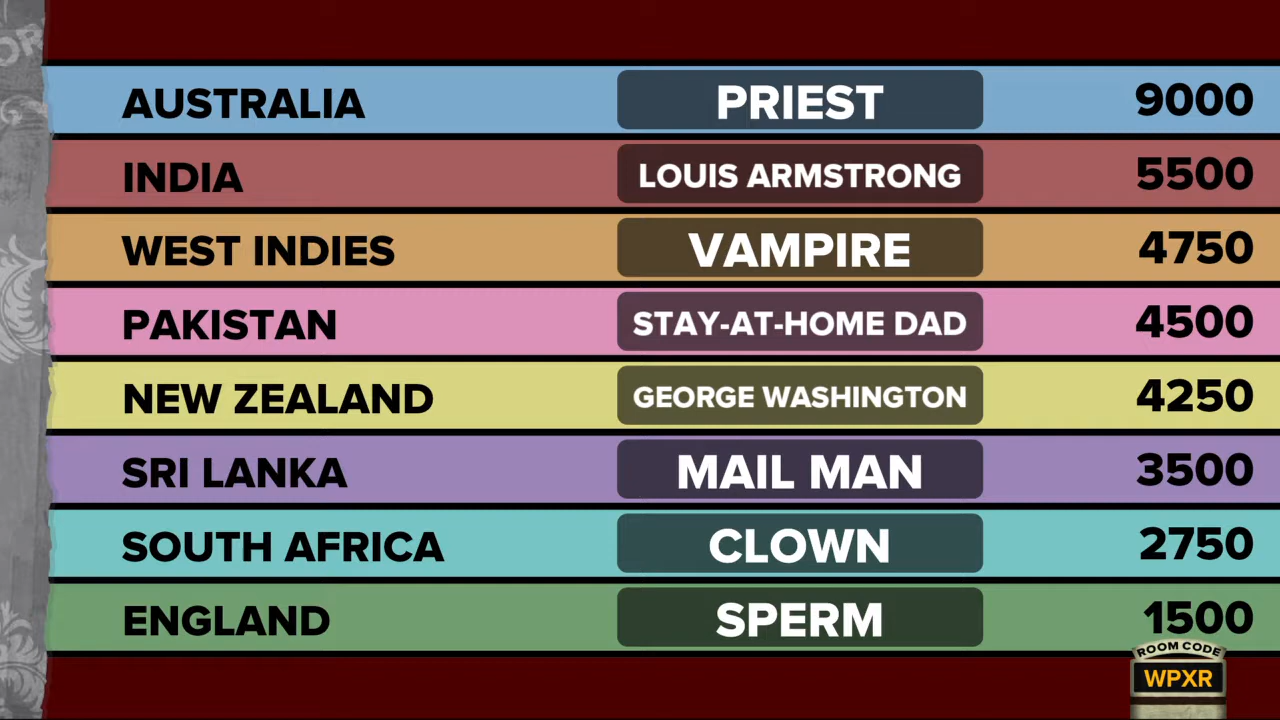 AUSTRALIA PRIEST 9000
INDIA LOUIS ARMSTRONG 5500
WEST INDIES VAMPIRE 4750
PAKISTAN STAY-AT-HOME DAD 4500
NEW ZEALAND GEORGE WASHINGTON 4250
SRI LANKA MAIL MAN 3500
SOUTH AFRICA CLOWN 2750
ENGLAND SPERM 1500
ROOM CODE
WPXR